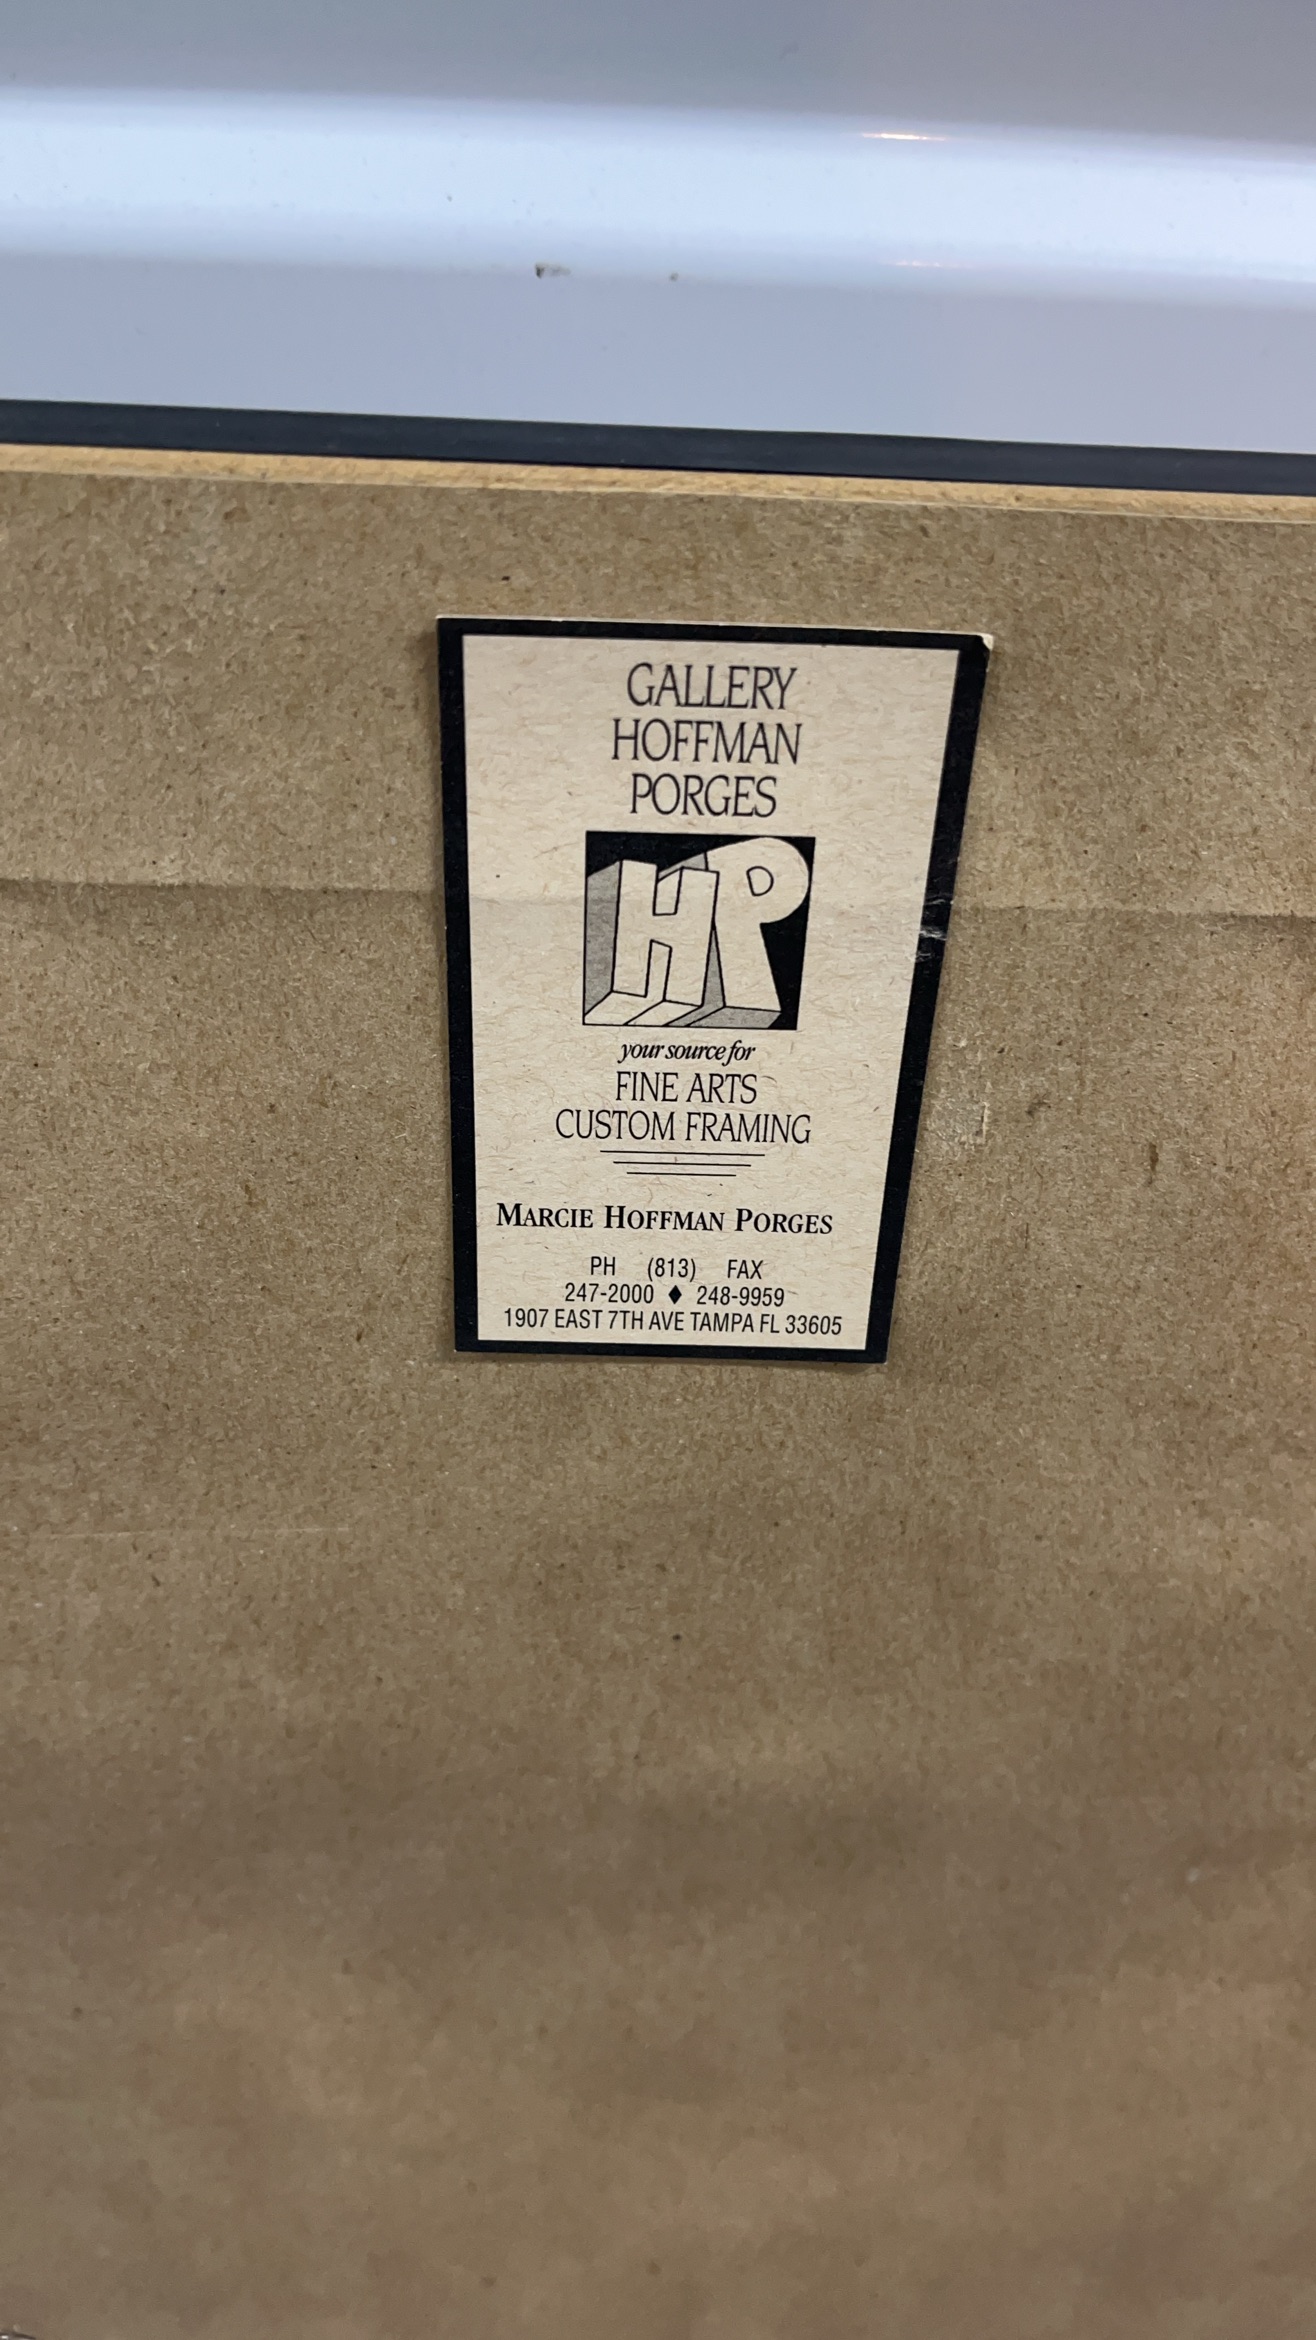 GALLERY
HOFFMAN
PORGES
HP
your source for
FINE ARTS
CUSTOM FRAMING
MARCIE HOFFMAN PORGES
PH (813) FAX
247-2000 ♦ 248-9959
1907 EAST 7TH AVE TAMPA FL 33605